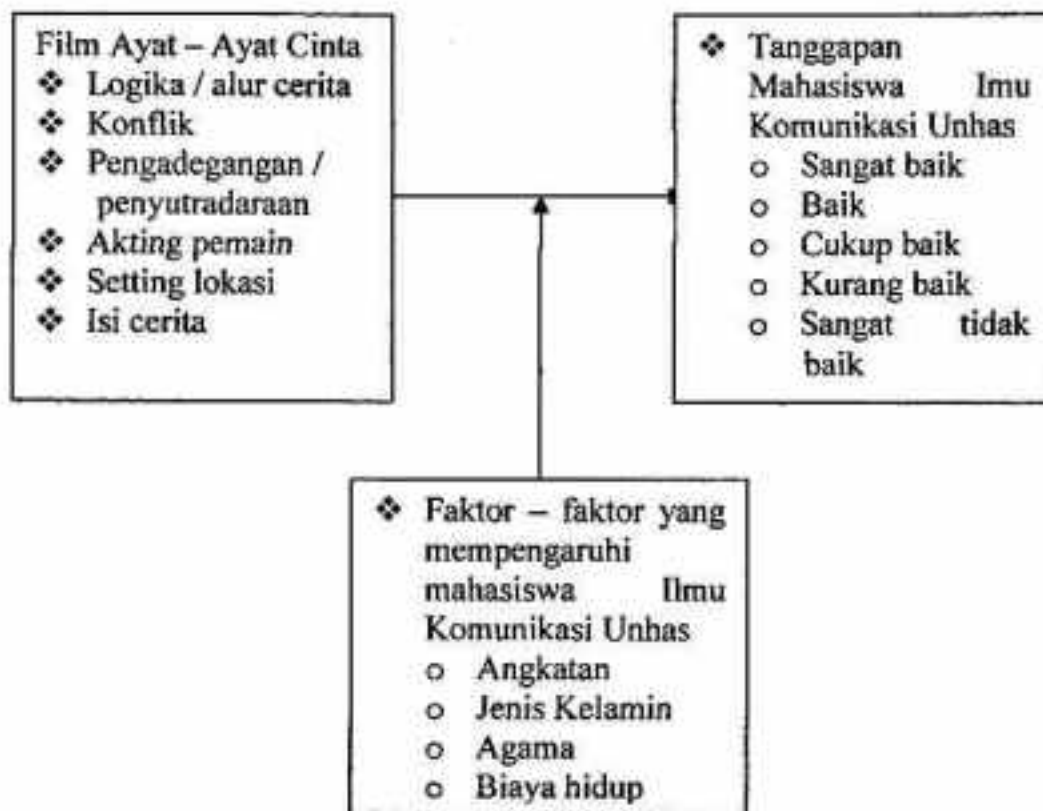 Film Ayat – Ayat Cinta
❖ Logika / alur cerita
❖ Konflik
❖ Pengadegangan /
penyutradaraan
❖ Akting pemain
❖ Setting lokasi
❖ Isi cerita
❖ Tanggapan
Mahasiswa Imu
Komunikasi Unhas
o Sangat baik
o Baik
o Cukup baik
o Kurang baik
o Sangat tidak
baik
❖ Faktor – faktor yang
mempengaruhi
mahasiswa Ilmu
Komunikasi Unhas
o Angkatan
o Jenis Kelamin
o Agama
o Biaya hidup